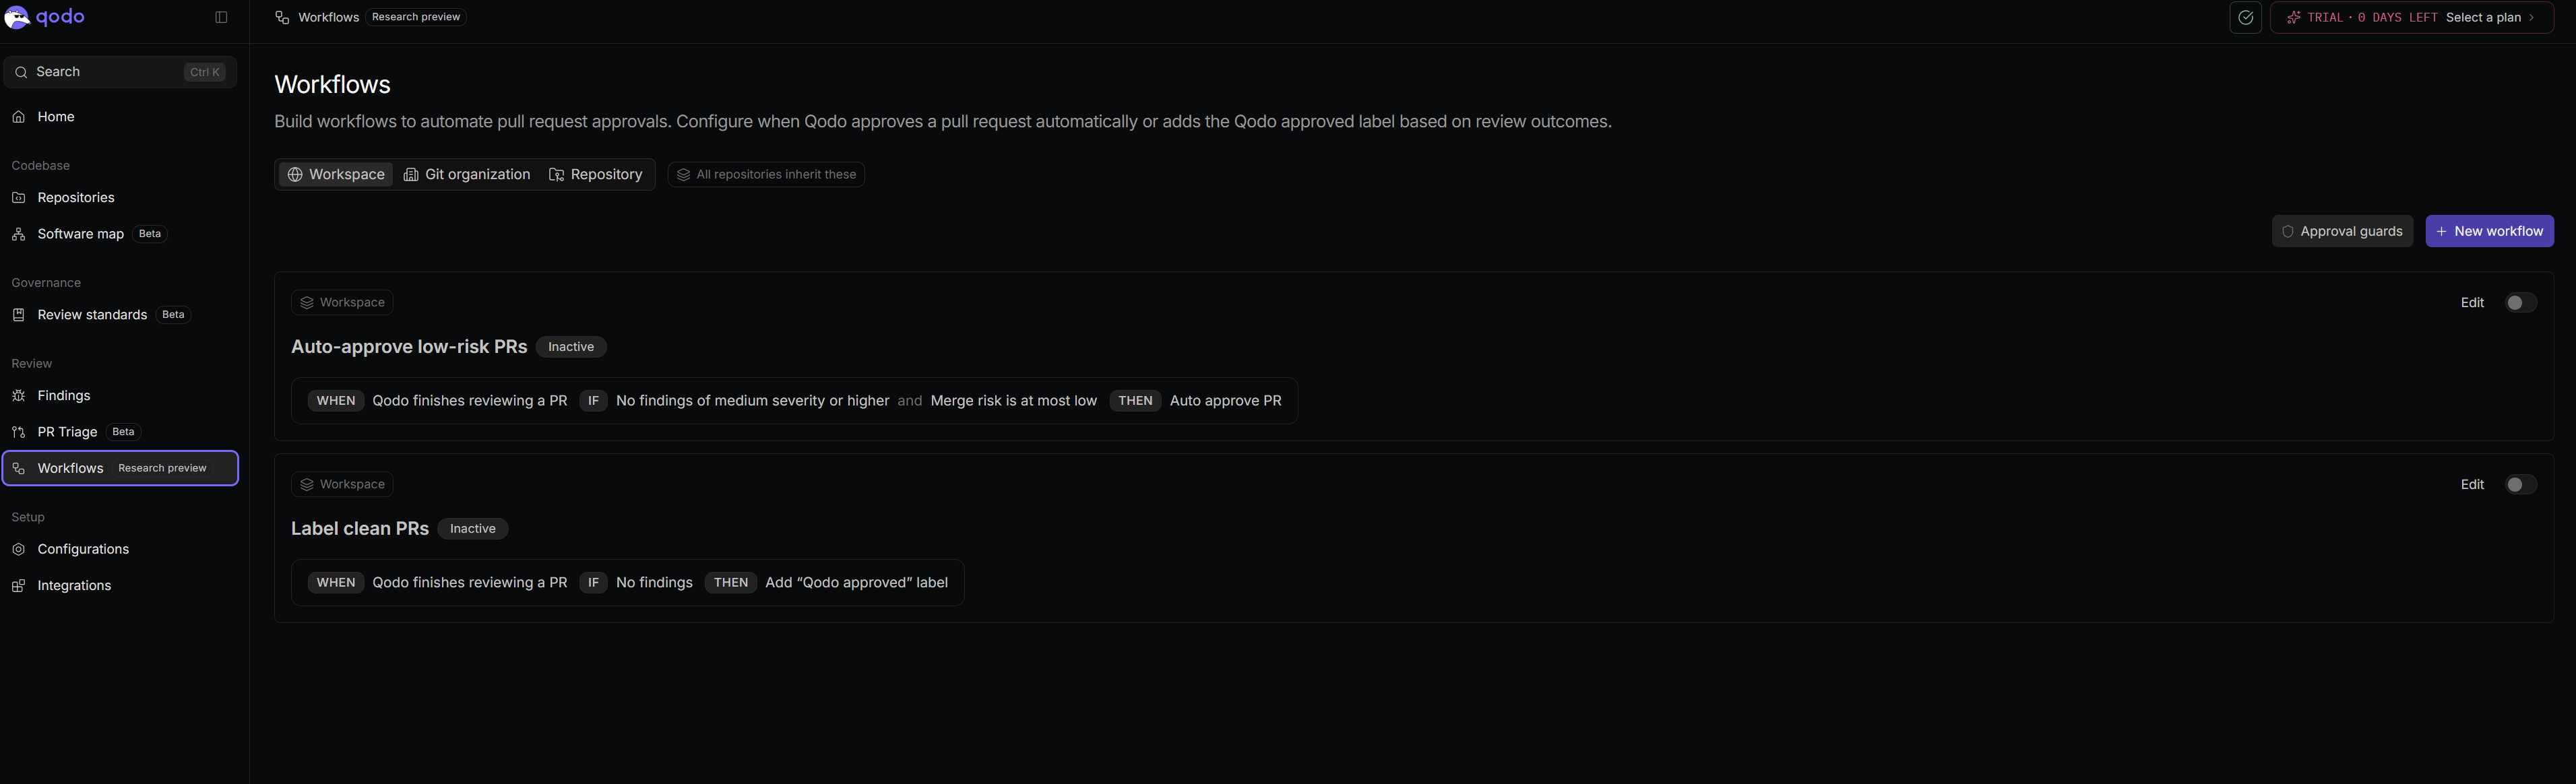 qodo
Workflows Research preview
TRIAL · 0 DAYS LEFT Select a plan
Search Ctrl K
Home
Codebase
Repositories
Software map Beta
Governance
Review standards Beta
Review
Findings
PR Triage Beta
Workflows Research preview
Setup
Configurations
Integrations
Workflows
Build workflows to automate pull request approvals. Configure when Qodo approves a pull request automatically or adds the Qodo approved label based on review outcomes.
Workspace Git organization Repository All repositories inherit these
Approval guards New workflow
Workspace Edit
Auto-approve low-risk PRs Inactive
WHEN Qodo finishes reviewing a PR IF No findings of medium severity or higher and Merge risk is at most low THEN Auto approve PR
Workspace Edit
Label clean PRs Inactive
WHEN Qodo finishes reviewing a PR IF No findings THEN Add “Qodo approved” label